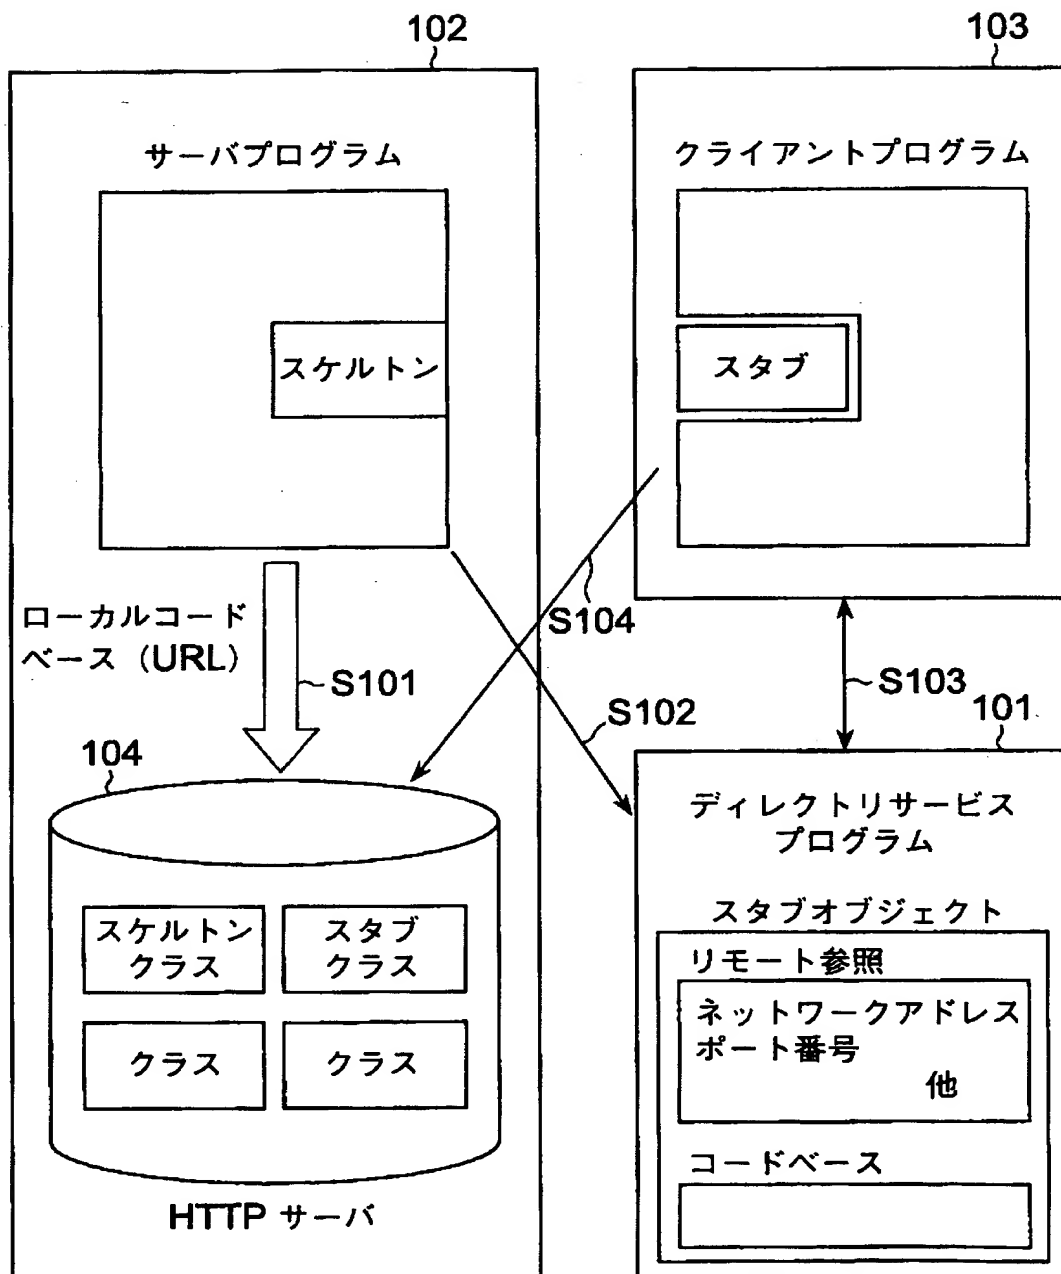 102
サーバプログラム
スケルトン
ローカルコード
ベース（URL）
S101
104
スケルトン
クラス
スタブ
クラス
クラス
クラス
HTTP サーバ
103
クライアントプログラム
スタブ
S104
S102
S103
101
ディレクトリサービス
プログラム
スタブオブジェクト
リモート参照
ネットワークアドレス
ポート番号
他
コードベース